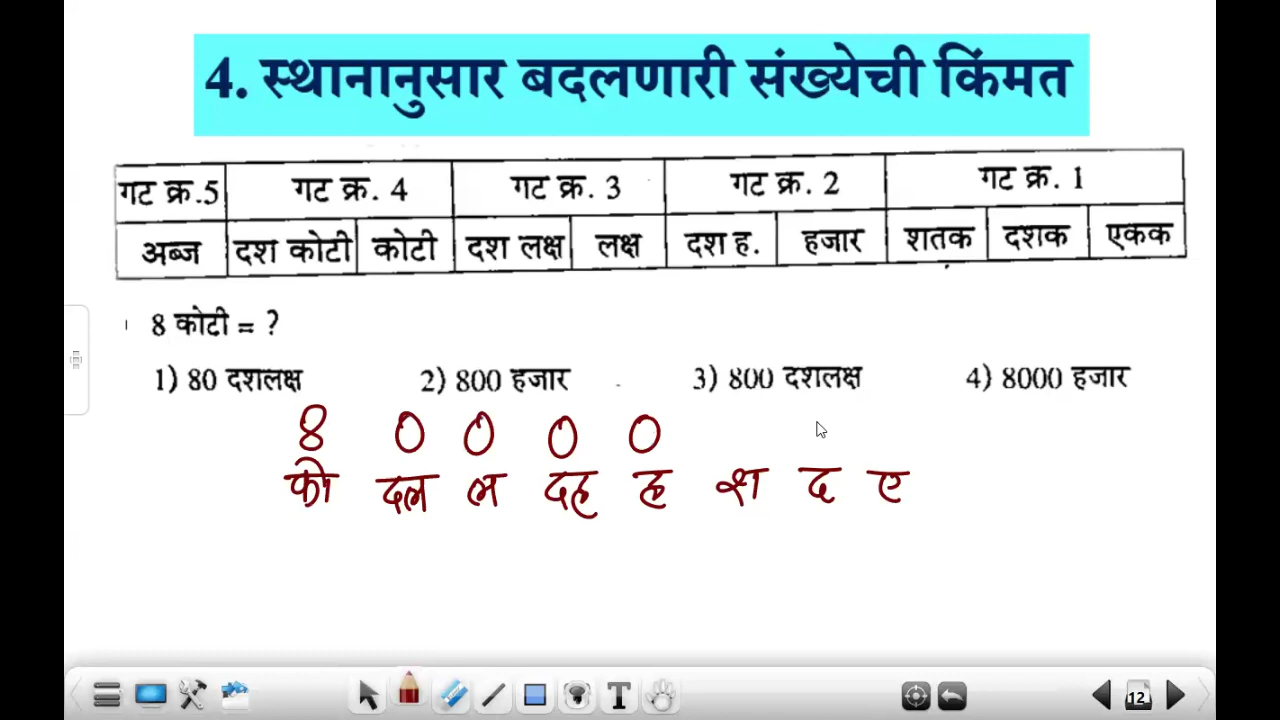 4. स्थानानुसार बदलणारी संख्येची किंमत
गट क्र.5 गट क्र. 4 गट क्र. 3 गट क्र. 2 गट क्र. 1
अब्ज दश कोटी कोटी दश लक्ष लक्ष दश ह. हजार शतक दशक एकक
8 कोटी = ?
1) 80 दशलक्ष 2) 800 हजार 3) 800 दशलक्ष 4) 8000 हजार
8 0 0 0 0
को दल ल दह ह श द ए
T 12